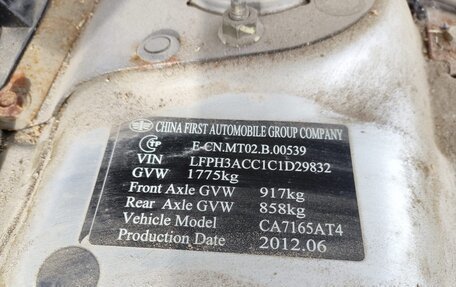 CHINA FIRST AUTOMOBILE GROUP COMPANY
E-CN.MT02.B.00539
VIN LFPH3ACC1C1D29832
GVW 1775kg
Front Axle GVW 917kg
Rear Axle GVW 858kg
Vehicle Model CA7165AT4
Production Date 2012.06